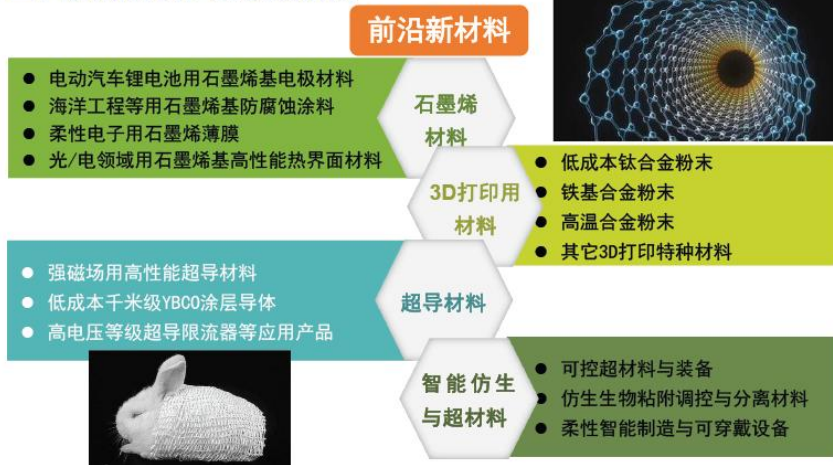 前沿新材料
● 电动汽车锂电池用石墨烯基电极材料
● 海洋工程等用石墨烯基防腐蚀涂料
● 柔性电子用石墨烯薄膜
● 光/电领域用石墨烯基高性能热界面材料
石墨烯
材料
3D打印用
材料
● 低成本钛合金粉末
● 铁基合金粉末
● 高温合金粉末
● 其它3D打印特种材料
● 强磁场用高性能超导材料
● 低成本千米级YBCO涂层导体
● 高电压等级超导限流器等应用产品
超导材料
智能仿生
与超材料
● 可控超材料与装备
● 仿生生物粘附调控与分离材料
● 柔性智能制造与可穿戴设备